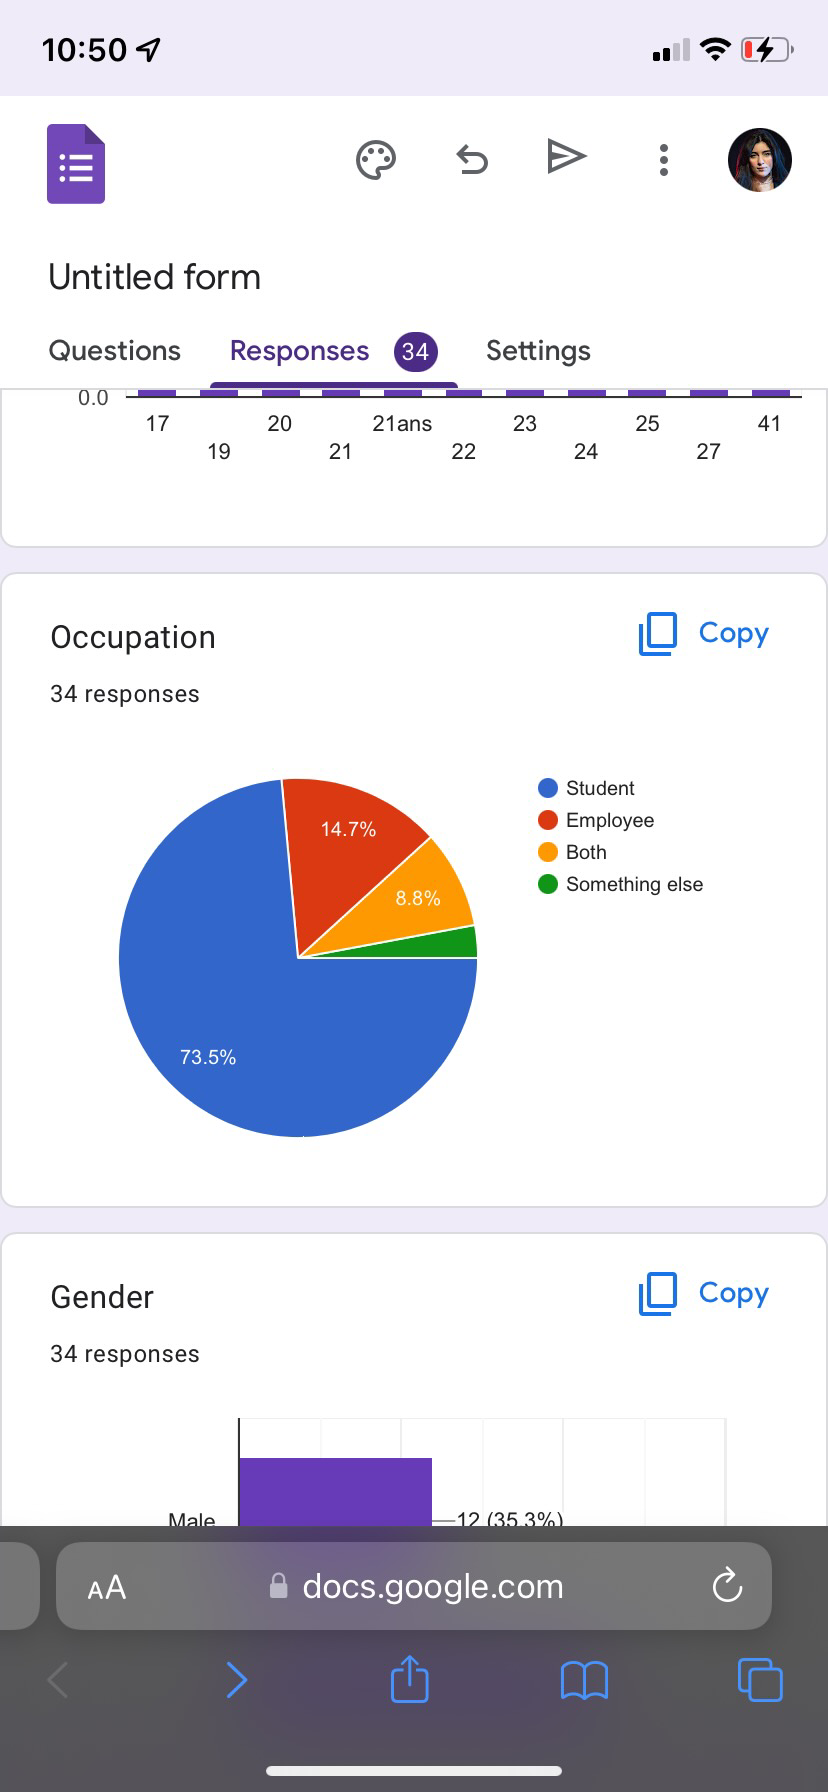 10:50
Untitled form
Questions Responses 34 Settings
0.0
17 19 20 21 21ans 22 23 24 25 27 41
Occupation
Copy
34 responses
Student
Employee
Both
Something else
14.7%
8.8%
73.5%
Gender
Copy
34 responses
Male 12 (35.3%)
AA docs.google.com